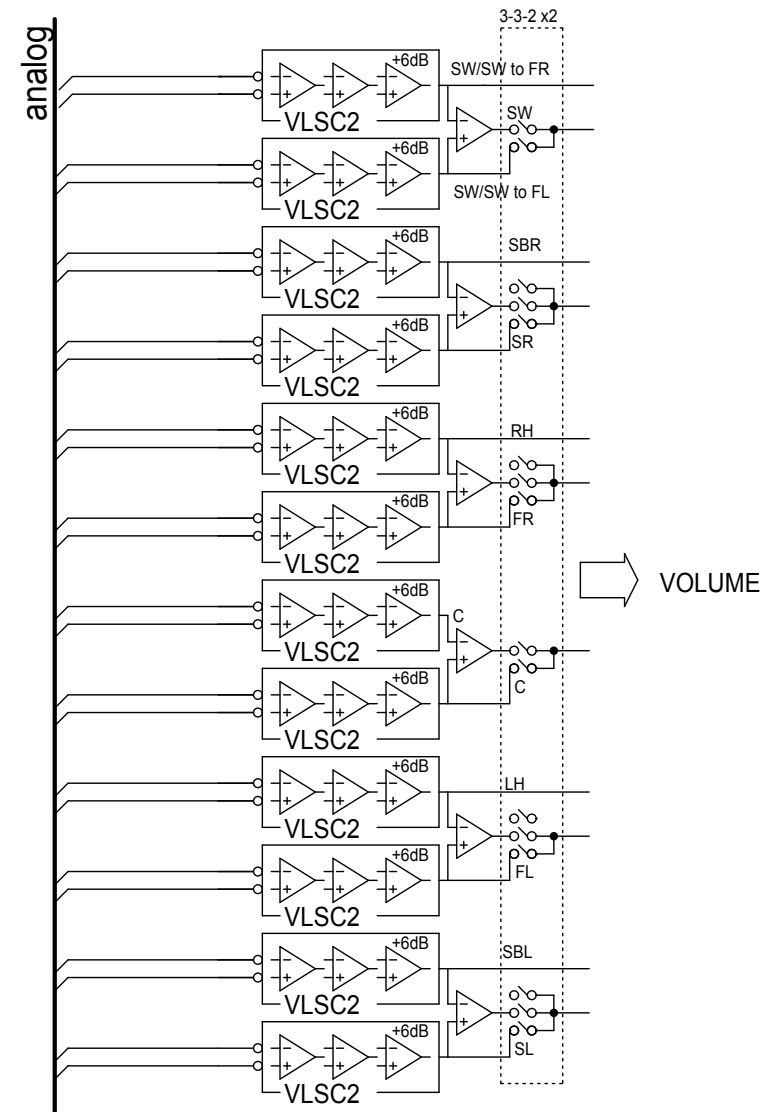 3-3-2 x2
analog
+6dB
SW/SW to FR
VLSC2
SW
+6dB
VLSC2
SW/SW to FL
+6dB
SBR
VLSC2
+6dB
SR
VLSC2
+6dB
RH
VLSC2
+6dB
FR
VLSC2
VOLUME
+6dB
C
VLSC2
+6dB
C
VLSC2
+6dB
LH
VLSC2
+6dB
FL
VLSC2
+6dB
SBL
VLSC2
+6dB
SL
VLSC2